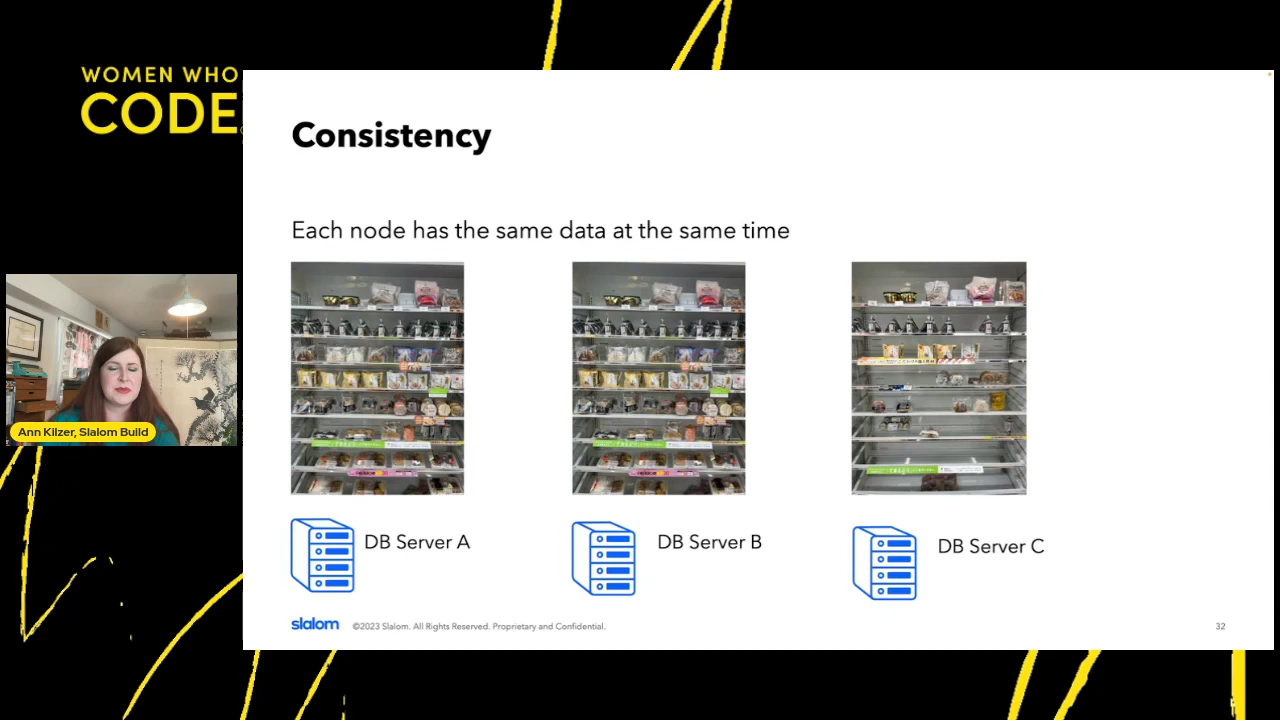 WOMEN WHO
CODE
Consistency
Each node has the same data at the same time
Ann Kilzer, Slalom Build
DB Server A
DB Server B
DB Server C
slalom
©2023 Slalom. All Rights Reserved. Proprietary and Confidential.
32